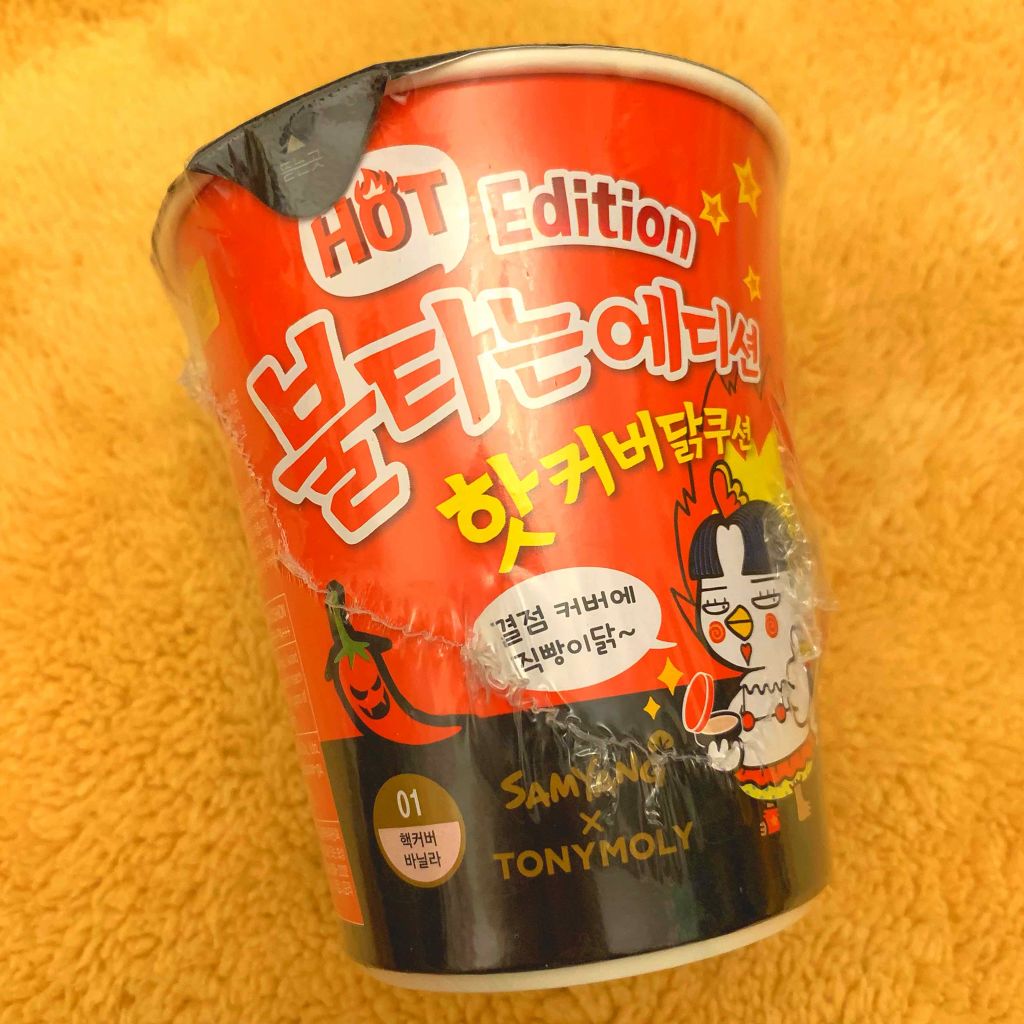 HOT Edition
불타는에디션
핫커버닭쿠션
결점 커버에
직빵이닭~
SAMYANG
×
TONYMOLY
01
핵커버
바닐라